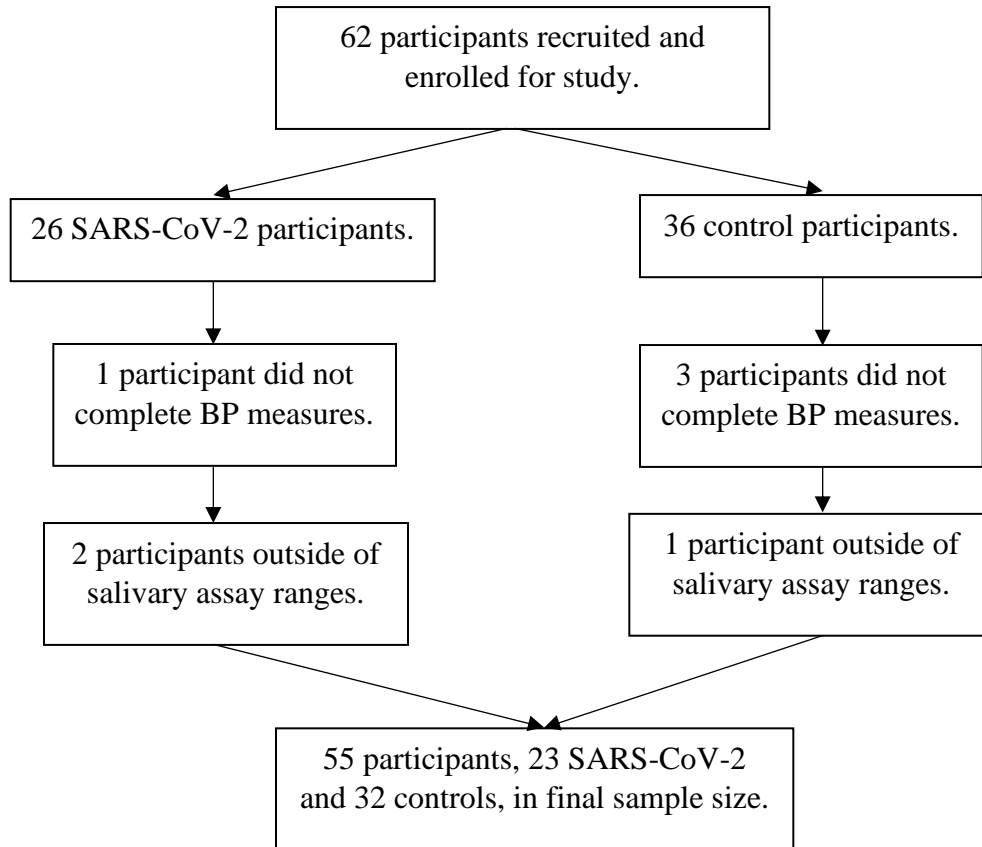 62 participants recruited and
enrolled for study.
26 SARS-CoV-2 participants.
36 control participants.
1 participant did not
complete BP measures.
3 participants did not
complete BP measures.
2 participants outside of
salivary assay ranges.
1 participant outside of
salivary assay ranges.
55 participants, 23 SARS-CoV-2
and 32 controls, in final sample size.